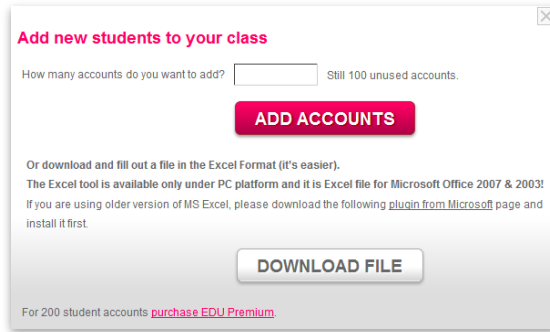 Add new students to your class
How many accounts do you want to add? Still 100 unused accounts.
ADD ACCOUNTS
Or download and fill out a file in the Excel Format (it's easier).
The Excel tool is available only under PC platform and it is Excel file for Microsoft Office 2007 & 2003!
If you are using older version of MS Excel, please download the following plugin from Microsoft page and
install it first.
DOWNLOAD FILE
For 200 student accounts purchase EDU Premium.